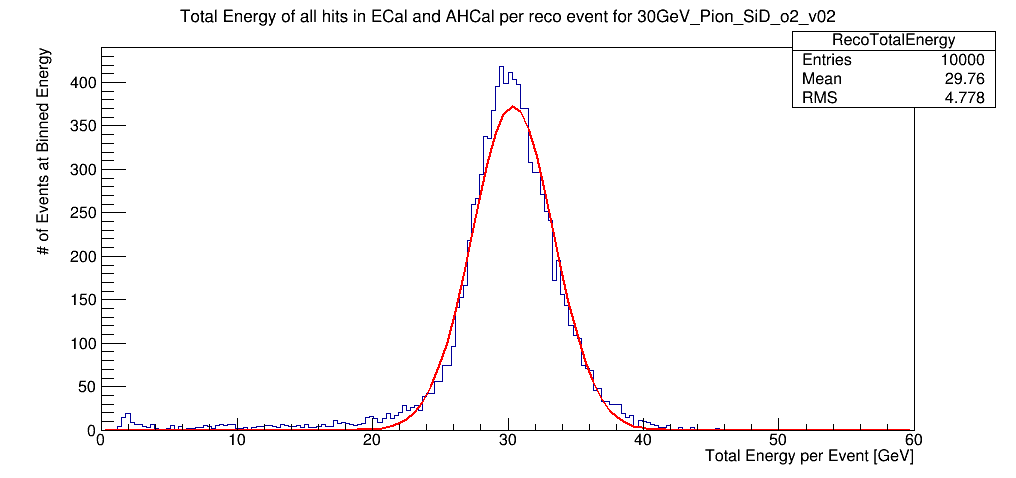 Total Energy of all hits in ECal and AHCal per reco event for 30GeV_Pion_SiD_o2_v02
RecoTotalEnergy
Entries 10000
Mean 29.76
RMS 4.778
# of Events at Binned Energy
400
350
300
250
200
150
100
50
0
0 10 20 30 40 50 60
Total Energy per Event [GeV]